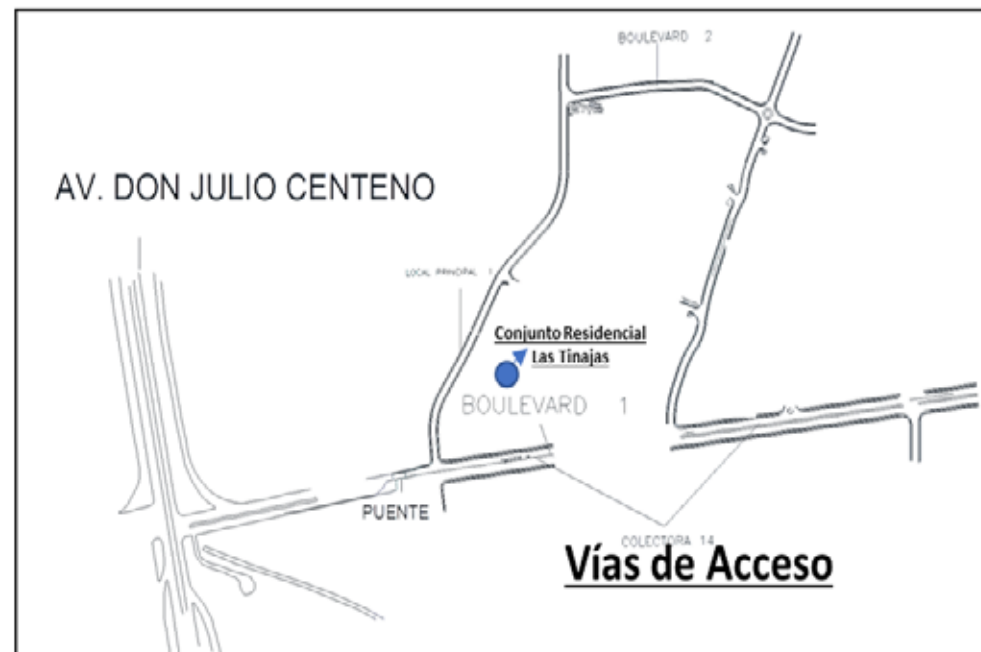 BOULEVARD 2
AV. DON JULIO CENTENO
LOCAL PRINCIPAL 1
Conjunto Residencial
Las Tinajas
BOULEVARD 1
PUENTE
COLECTORA 14
Vías de Acceso